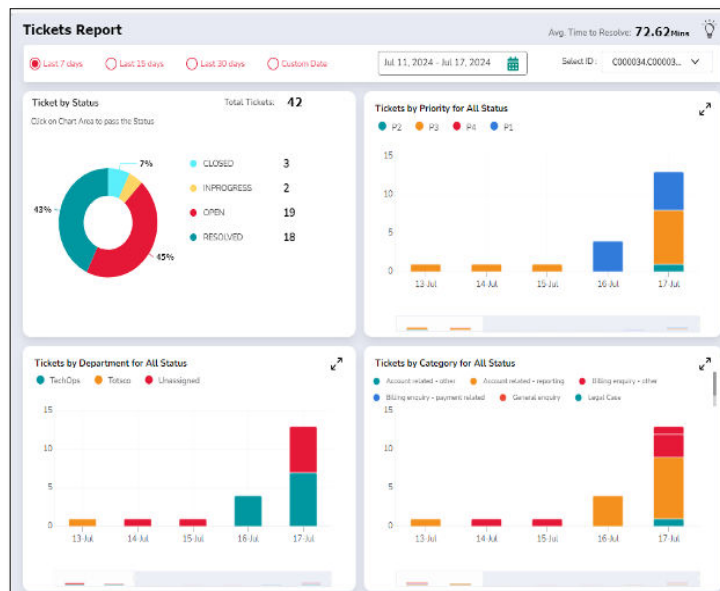 Tickets Report
Avg. Time to Resolve: 72.62Mins
Last 7 days Last 15 days Last 30 days Custom Date
Jul 11, 2024 - Jul 17, 2024
Select ID : C000034,C00003...
Ticket by Status
Total Tickets: 42
Click on Chart Area to pass the Status
7%
43%
45%
CLOSED 3
INPROGRESS 2
OPEN 19
RESOLVED 18
Tickets by Priority for All Status
P2 P3 P4 P1
15
10
5
0
13-Jul 14-Jul 15-Jul 16-Jul 17-Jul
Tickets by Department for All Status
TechOps Totsco Unassigned
15
10
5
0
13-Jul 14-Jul 15-Jul 16-Jul 17-Jul
Tickets by Category for All Status
Account related - other Account related - reporting Billing enquiry - other
Billing enquiry - payment related General enquiry Legal Case
15
10
5
0
13-Jul 14-Jul 15-Jul 16-Jul 17-Jul